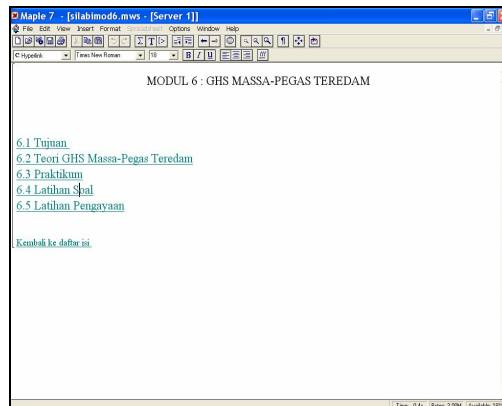 Maple 7 - [silabimod6.mws - [Server 1]]
File Edit View Insert Format Spreadsheet Options Window Help
C Hyperlink Times New Roman 18 B I U
MODUL 6 : GHS MASSA-PEGAS TEREDAM
6.1 Tujuan
6.2 Teori GHS Massa-Pegas Teredam
6.3 Praktikum
6.4 Latihan Soal
6.5 Latihan Pengayaan
Kembali ke daftar isi